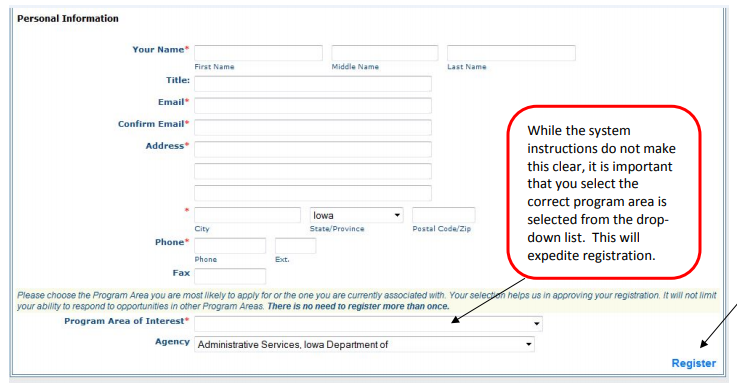 Personal Information
Your Name*
First Name Middle Name Last Name
Title:
Email*
Confirm Email*
Address*
* Iowa
City State/Province Postal Code/Zip
Phone*
Phone Ext.
Fax
While the system
instructions do not make
this clear, it is important
that you select the
correct program area is
selected from the drop-
down list. This will
expedite registration.
Please choose the Program Area you are most likely to apply for or the one you are currently associated with. Your selection helps us in approving your registration. It will not limit
your ability to respond to opportunities in other Program Areas. There is no need to register more than once.
Program Area of Interest*
Agency Administrative Services, Iowa Department of
Register